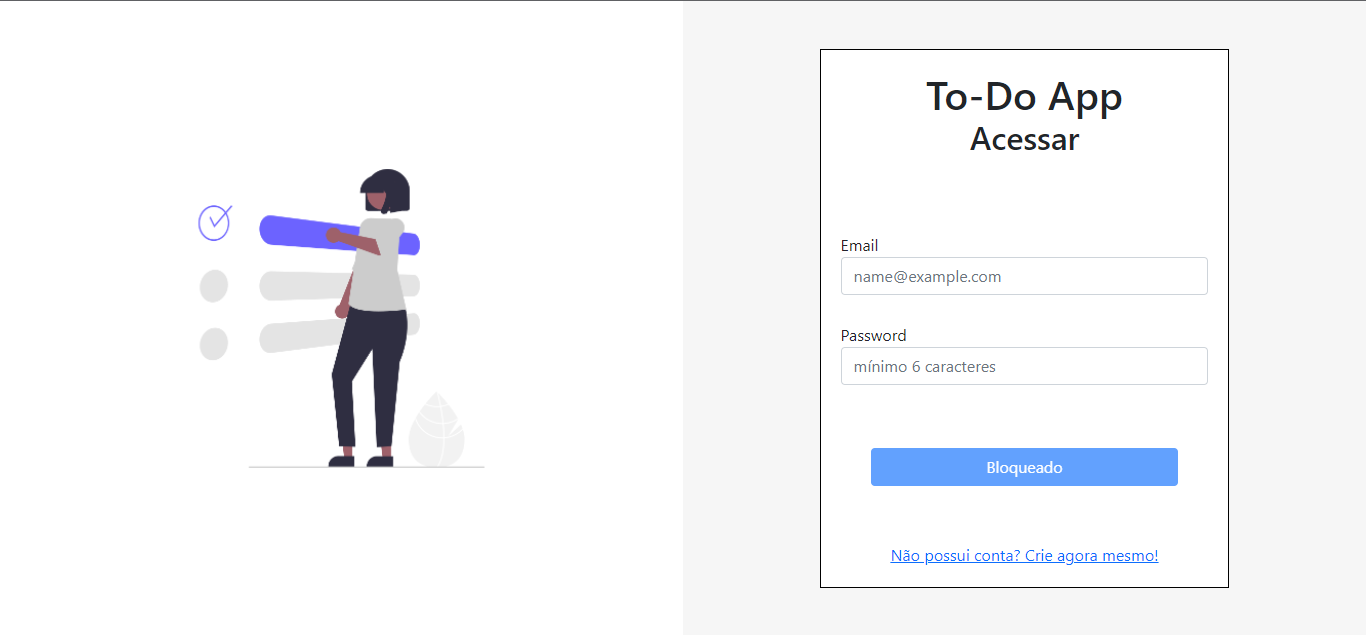 To-Do App
Acessar
Email
name@example.com
Password
mínimo 6 caracteres
Bloqueado
Não possui conta? Crie agora mesmo!